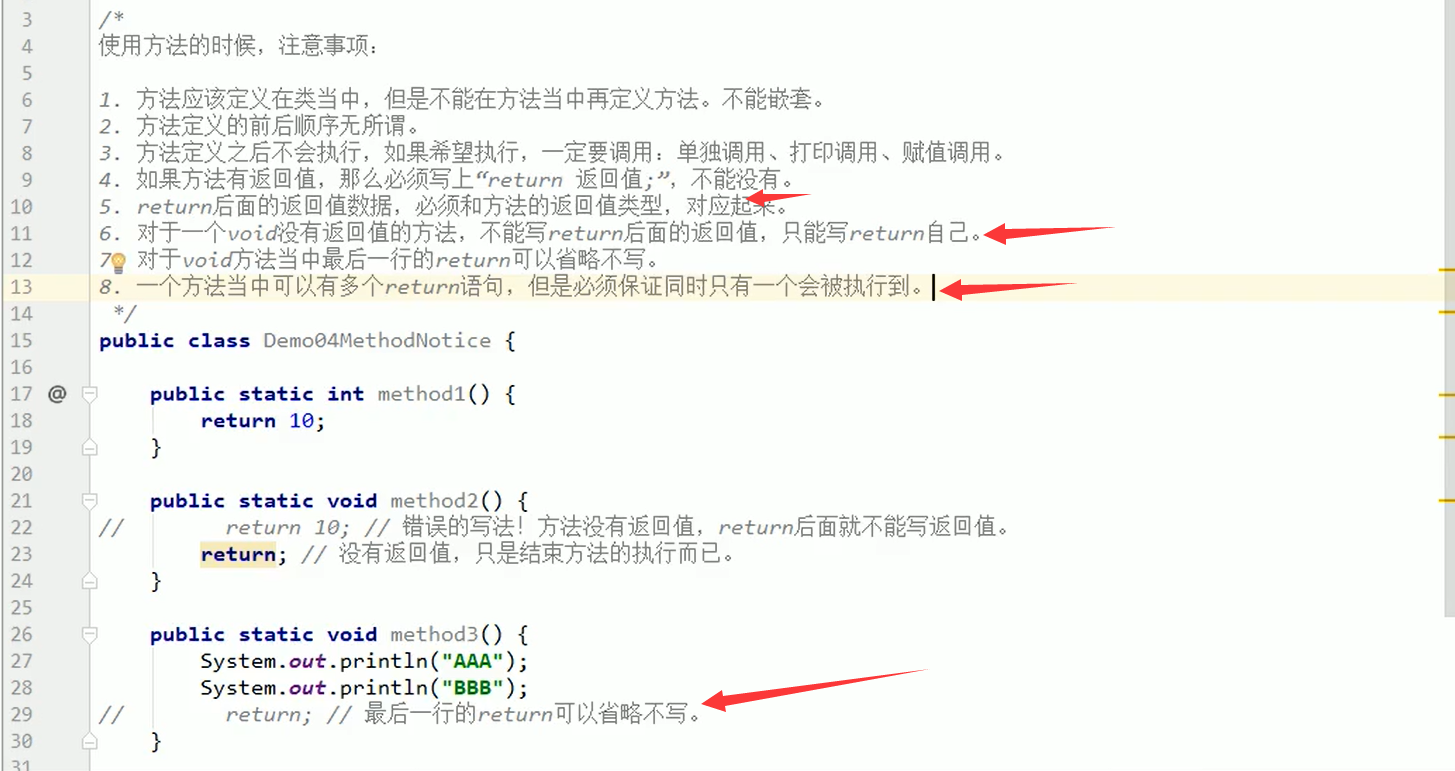 3 /*
4 使用方法的时候，注意事项：
5
6 1. 方法应该定义在类当中，但是不能在方法当中再定义方法。不能嵌套。
7 2. 方法定义的前后顺序无所谓。
8 3. 方法定义之后不会执行，如果希望执行，一定要调用：单独调用、打印调用、赋值调用。
9 4. 如果方法有返回值，那么必须写上“return 返回值;”，不能没有。
10 5. return后面的返回值数据，必须和方法的返回值类型，对应起来。
11 6. 对于一个void没有返回值的方法，不能写return后面的返回值，只能写return自己。
12 7 对于void方法当中最后一行的return可以省略不写。
13 8. 一个方法当中可以有多个return语句，但是必须保证同时只有一个会被执行到。
14 */
15 public class Demo04MethodNotice {
16
17 @ public static int method1() {
18 return 10;
19 }
20
21 public static void method2() {
22 // return 10; // 错误的写法！方法没有返回值，return后面就不能写返回值。
23 return; // 没有返回值，只是结束方法的执行而已。
24 }
25
26 public static void method3() {
27 System.out.println("AAA");
28 System.out.println("BBB");
29 // return; // 最后一行的return可以省略不写。
30 }
31